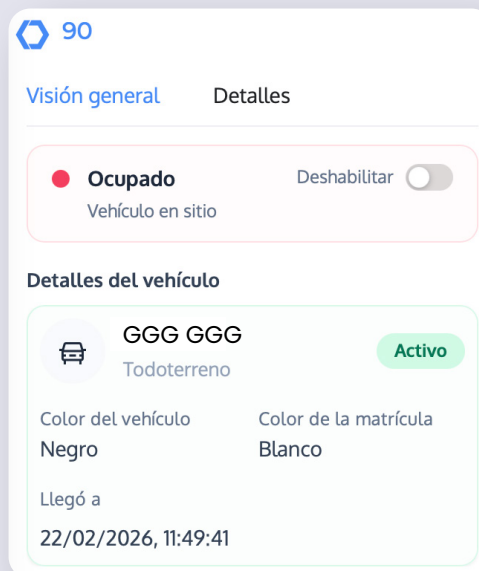 90
Visión general
Detalles
Ocupado
Deshabilitar
Vehículo en sitio
Detalles del vehículo
GGG GGG
Activo
Todoterreno
Color del vehículo
Color de la matrícula
Negro
Blanco
Llegó a
22/02/2026, 11:49:41